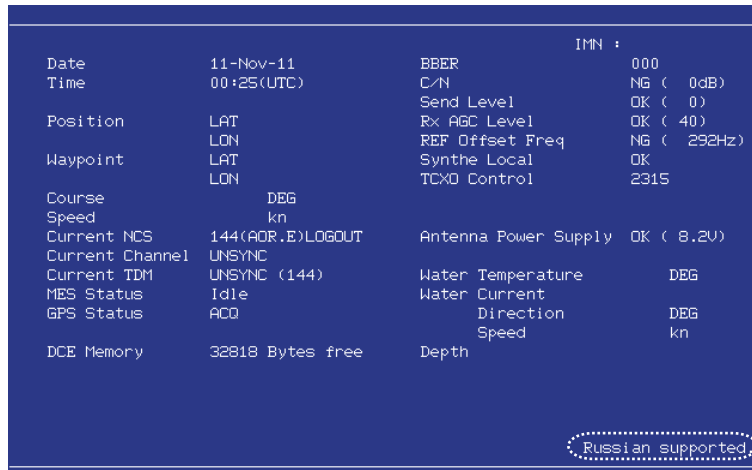 IMN :
Date 11-Nov-11 BBER 000
Time 00:25(UTC) C/N NG ( 0dB)
Send Level OK ( 0)
Position LAT Rx AGC Level OK ( 40)
LON REF Offset Freq NG ( 292Hz)
Waypoint LAT Synthe Local OK
LON TCXO Control 2315
Course DEG
Speed kn
Current NCS 144(AOR.E)LOGOUT Antenna Power Supply OK ( 8.2V)
Current Channel UNSYNC
Current TDM UNSYNC (144) Water Temperature DEG
MES Status Idle Water Current
GPS Status ACQ Direction DEG
Speed kn
DCE Memory 32818 Bytes free Depth
Russian supported